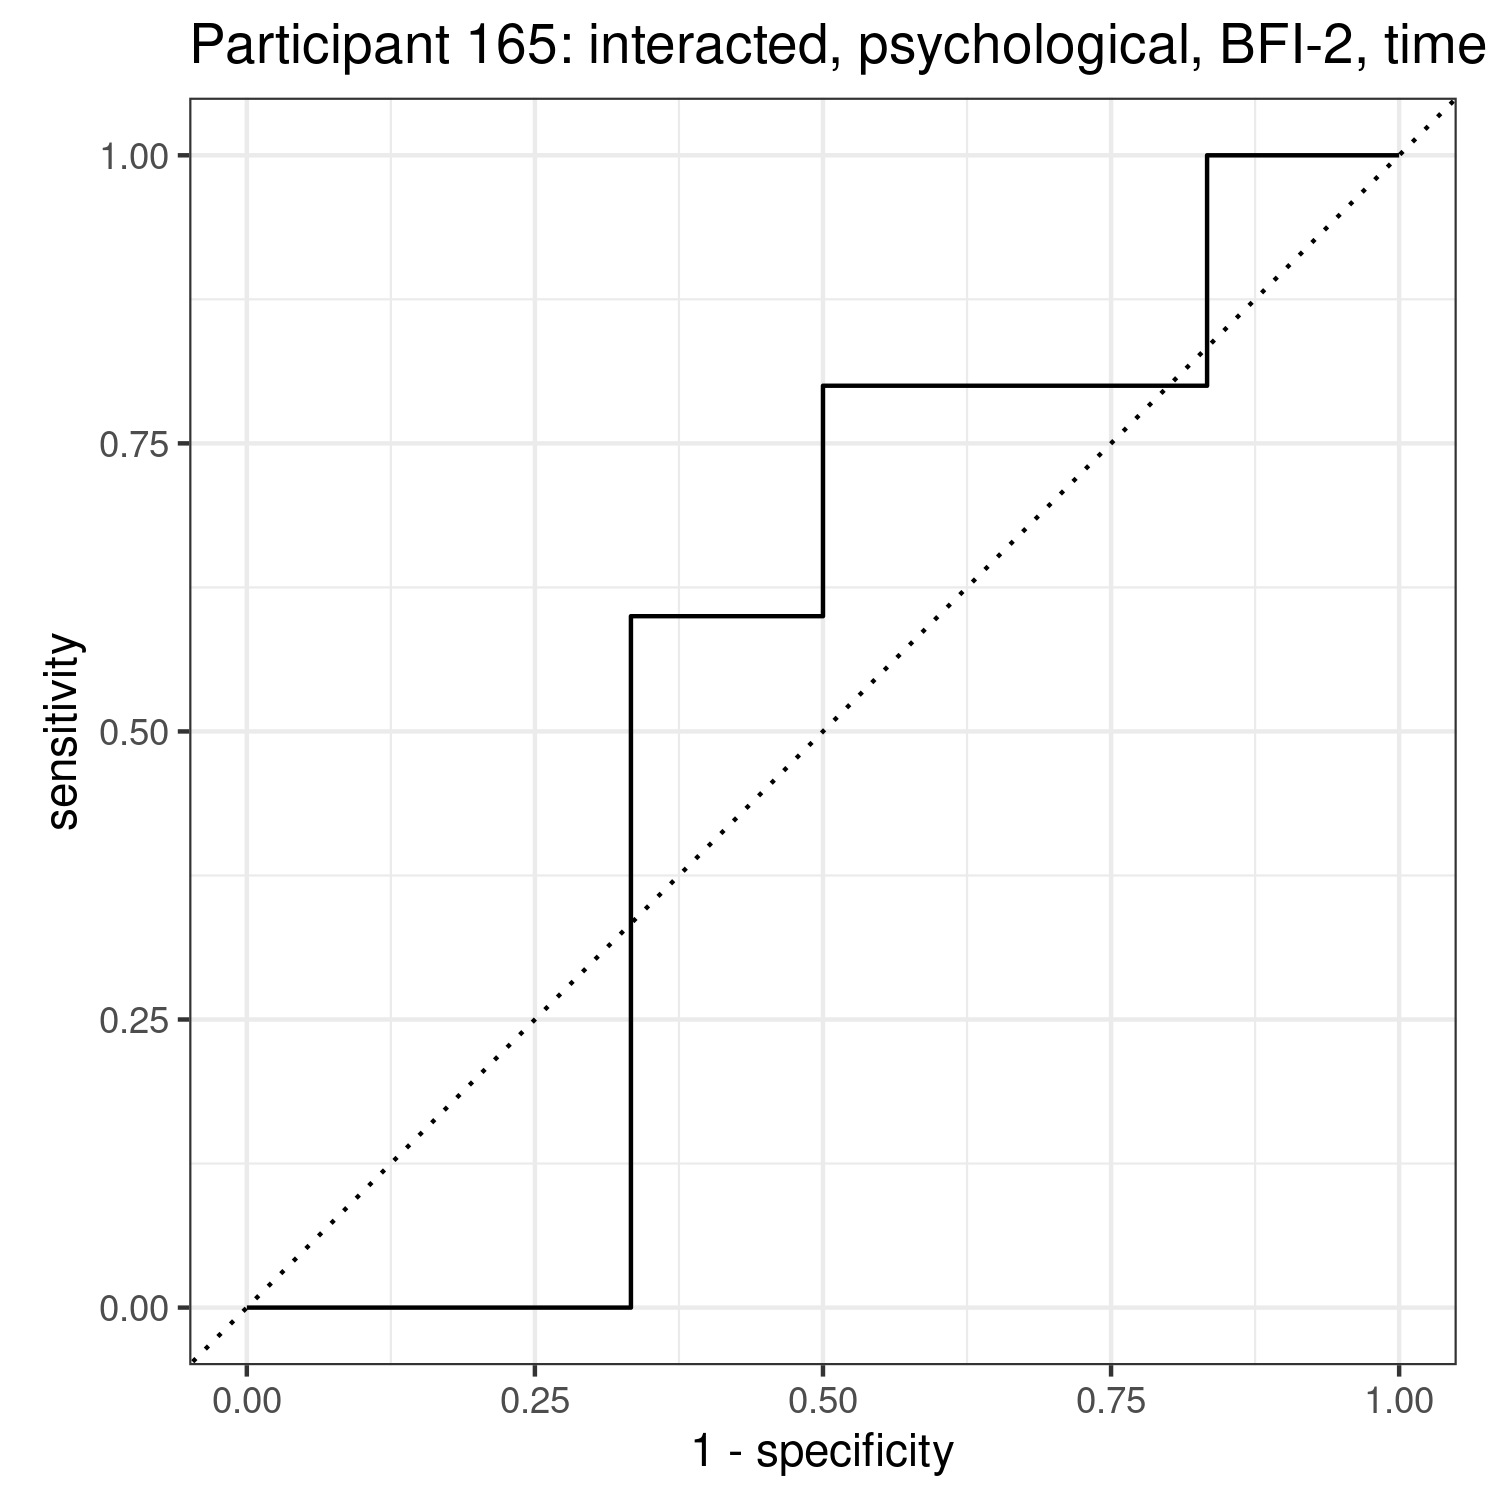 Participant 165: interacted, psychological, BFI-2, time
1.00
0.75
0.50
0.25
0.00
sensitivity
0.00 0.25 0.50 0.75 1.00
1 - specificity